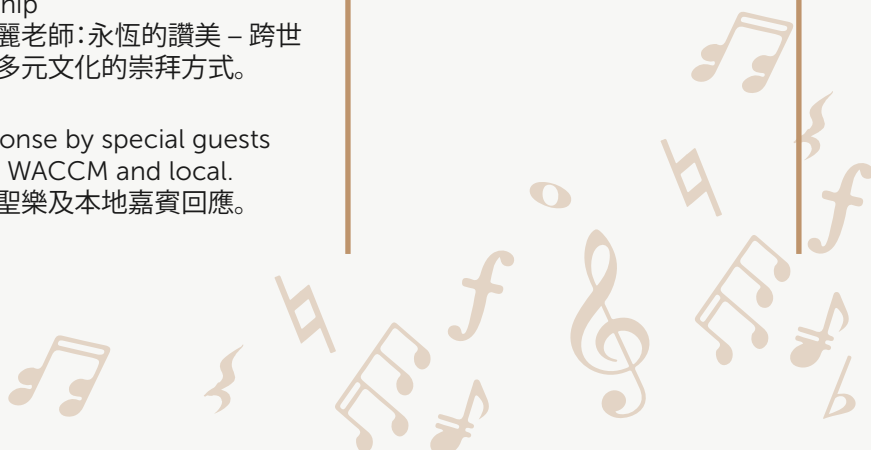 hip
麗老師：永恆的讚美 – 跨世
多元文化的崇拜方式。
onse by special guests
WACCM and local.
聖樂及本地嘉賓回應。